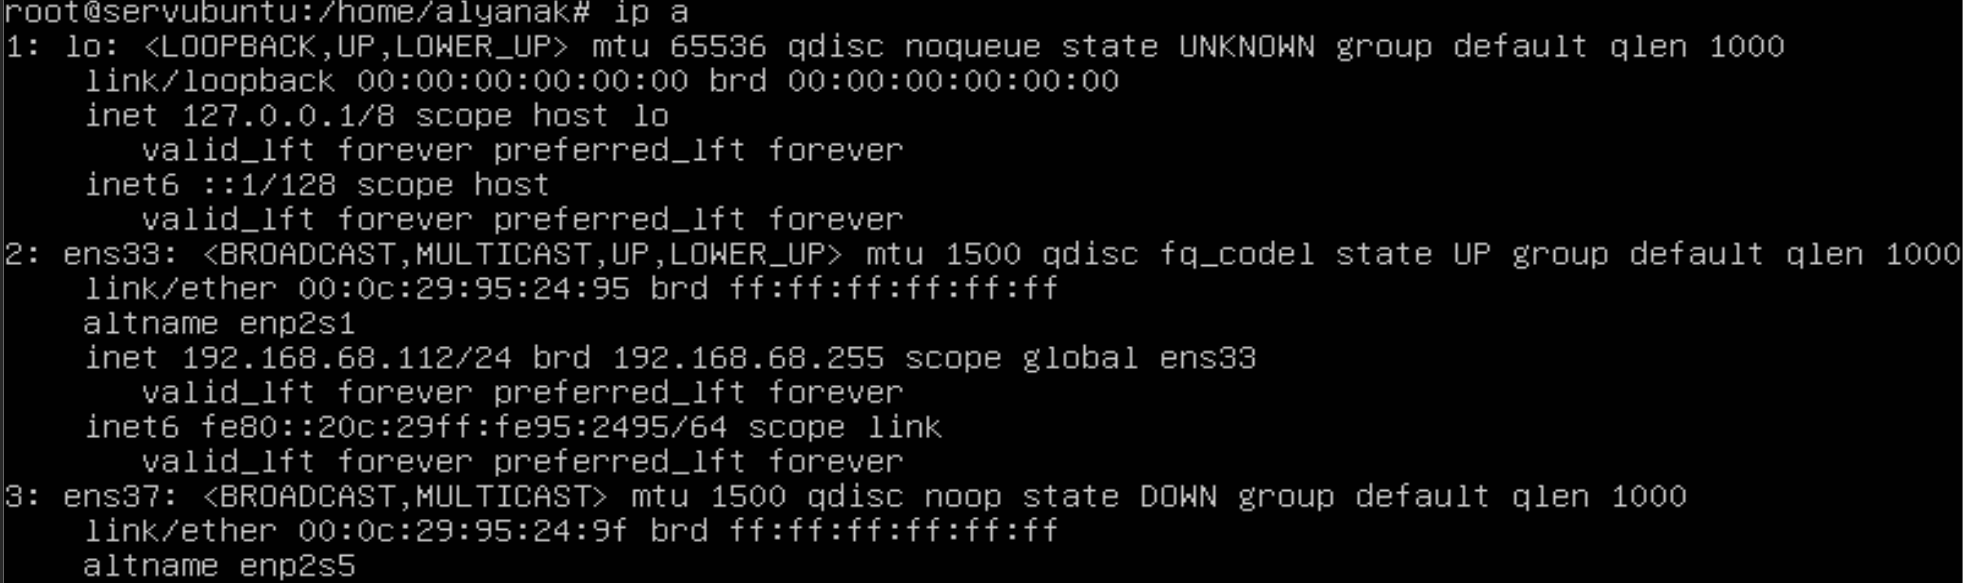 root@servubuntu:/home/alyanak# ip a
1: lo: <LOOPBACK,UP,LOWER_UP> mtu 65536 qdisc noqueue state UNKNOWN group default qlen 1000
    link/loopback 00:00:00:00:00:00 brd 00:00:00:00:00:00
    inet 127.0.0.1/8 scope host lo
       valid_lft forever preferred_lft forever
    inet6 ::1/128 scope host
       valid_lft forever preferred_lft forever
2: ens33: <BROADCAST,MULTICAST,UP,LOWER_UP> mtu 1500 qdisc fq_codel state UP group default qlen 1000
    link/ether 00:0c:29:95:24:95 brd ff:ff:ff:ff:ff:ff
    altname enp2s1
    inet 192.168.68.112/24 brd 192.168.68.255 scope global ens33
       valid_lft forever preferred_lft forever
    inet6 fe80::20c:29ff:fe95:2495/64 scope link
       valid_lft forever preferred_lft forever
3: ens37: <BROADCAST,MULTICAST> mtu 1500 qdisc noop state DOWN group default qlen 1000
    link/ether 00:0c:29:95:24:9f brd ff:ff:ff:ff:ff:ff
    altname enp2s5